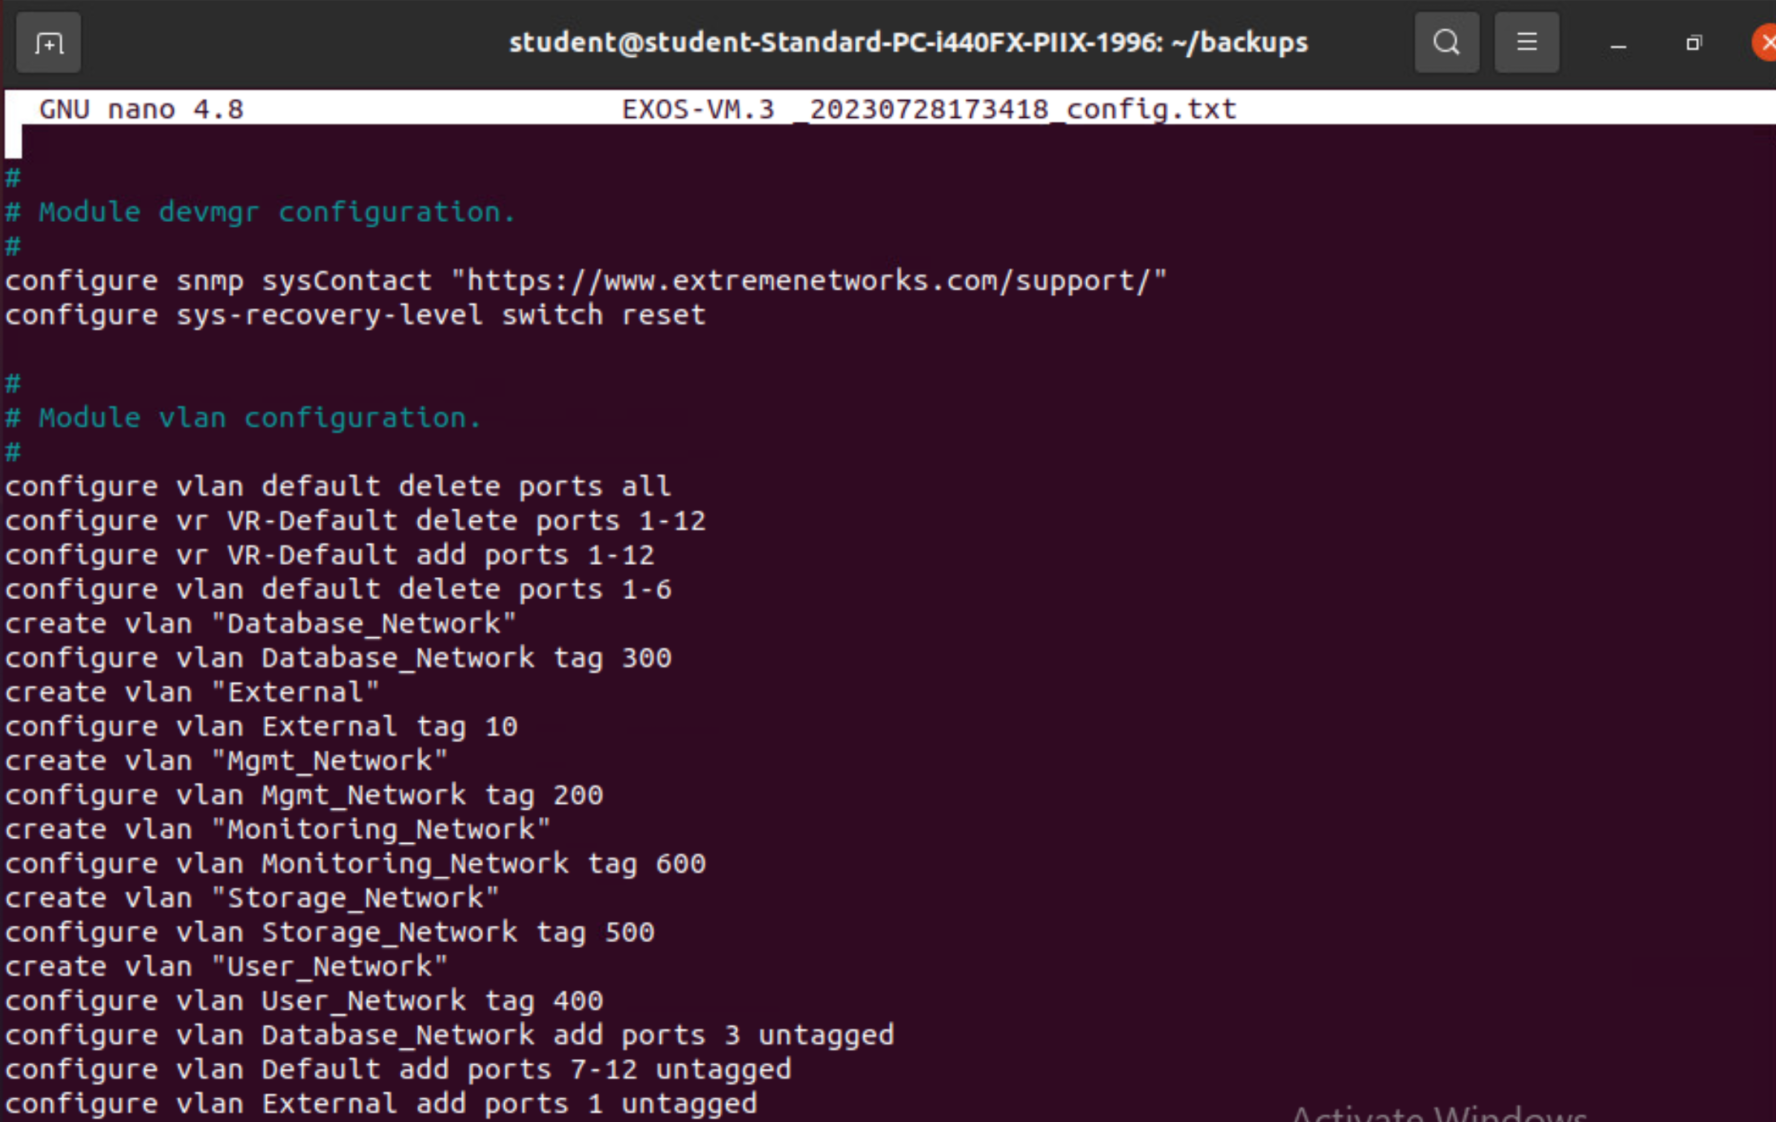 student@student-Standard-PC-i440FX-PIIX-1996: ~/backups
GNU nano 4.8 EXOS-VM.3 _20230728173418_config.txt
#
# Module devmgr configuration.
#
configure snmp sysContact "https://www.extremenetworks.com/support/"
configure sys-recovery-level switch reset
#
# Module vlan configuration.
#
configure vlan default delete ports all
configure vr VR-Default delete ports 1-12
configure vr VR-Default add ports 1-12
configure vlan default delete ports 1-6
create vlan "Database_Network"
configure vlan Database_Network tag 300
create vlan "External"
configure vlan External tag 10
create vlan "Mgmt_Network"
configure vlan Mgmt_Network tag 200
create vlan "Monitoring_Network"
configure vlan Monitoring_Network tag 600
create vlan "Storage_Network"
configure vlan Storage_Network tag 500
create vlan "User_Network"
configure vlan User_Network tag 400
configure vlan Database_Network add ports 3 untagged
configure vlan Default add ports 7-12 untagged
configure vlan External add ports 1 untagged
Activate Windows